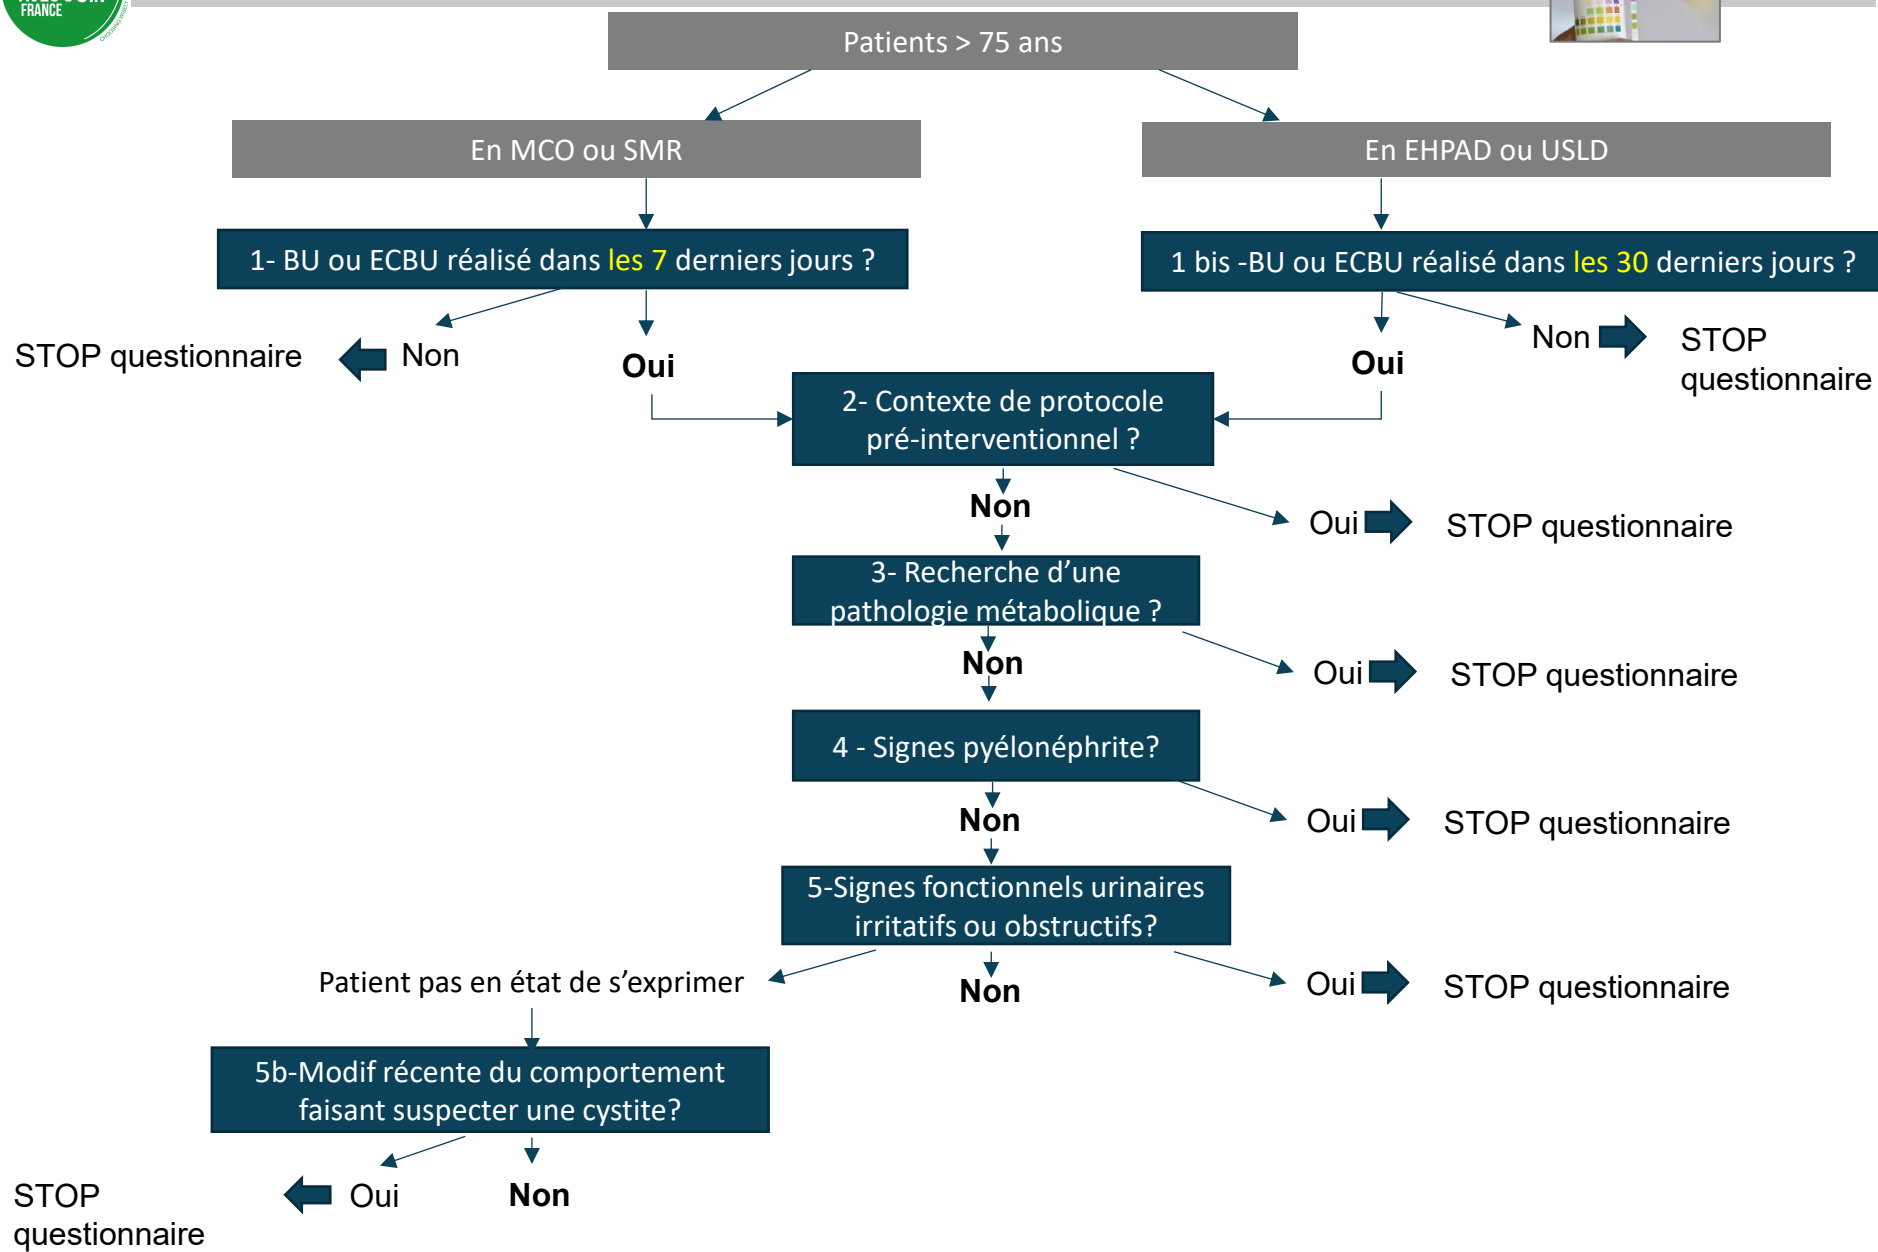 FRANCE
CHOOSING WISELY
Patients > 75 ans
En MCO ou SMR
En EHPAD ou USLD
1- BU ou ECBU réalisé dans les 7 derniers jours ?
1 bis -BU ou ECBU réalisé dans les 30 derniers jours ?
STOP questionnaire
Non
Oui
Oui
Non
STOP
questionnaire
2- Contexte de protocole
pré-interventionnel ?
Non
Oui
STOP questionnaire
3- Recherche d’une
pathologie métabolique ?
Non
Oui
STOP questionnaire
4 - Signes pyélonéphrite?
Non
Oui
STOP questionnaire
5-Signes fonctionnels urinaires
irritatifs ou obstructifs?
Patient pas en état de s’exprimer
Non
Oui
STOP questionnaire
5b-Modif récente du comportement
faisant suspecter une cystite?
STOP
questionnaire
Oui
Non